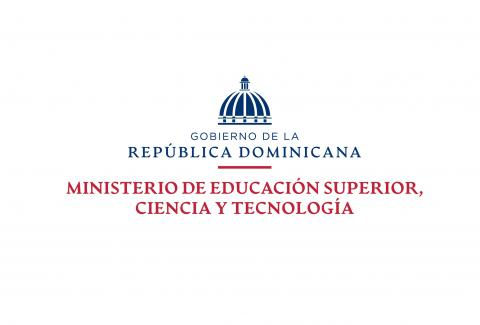 GOBIERNO DE LA
REPÚBLICA DOMINICANA
MINISTERIO DE EDUCACIÓN SUPERIOR,
CIENCIA Y TECNOLOGÍA